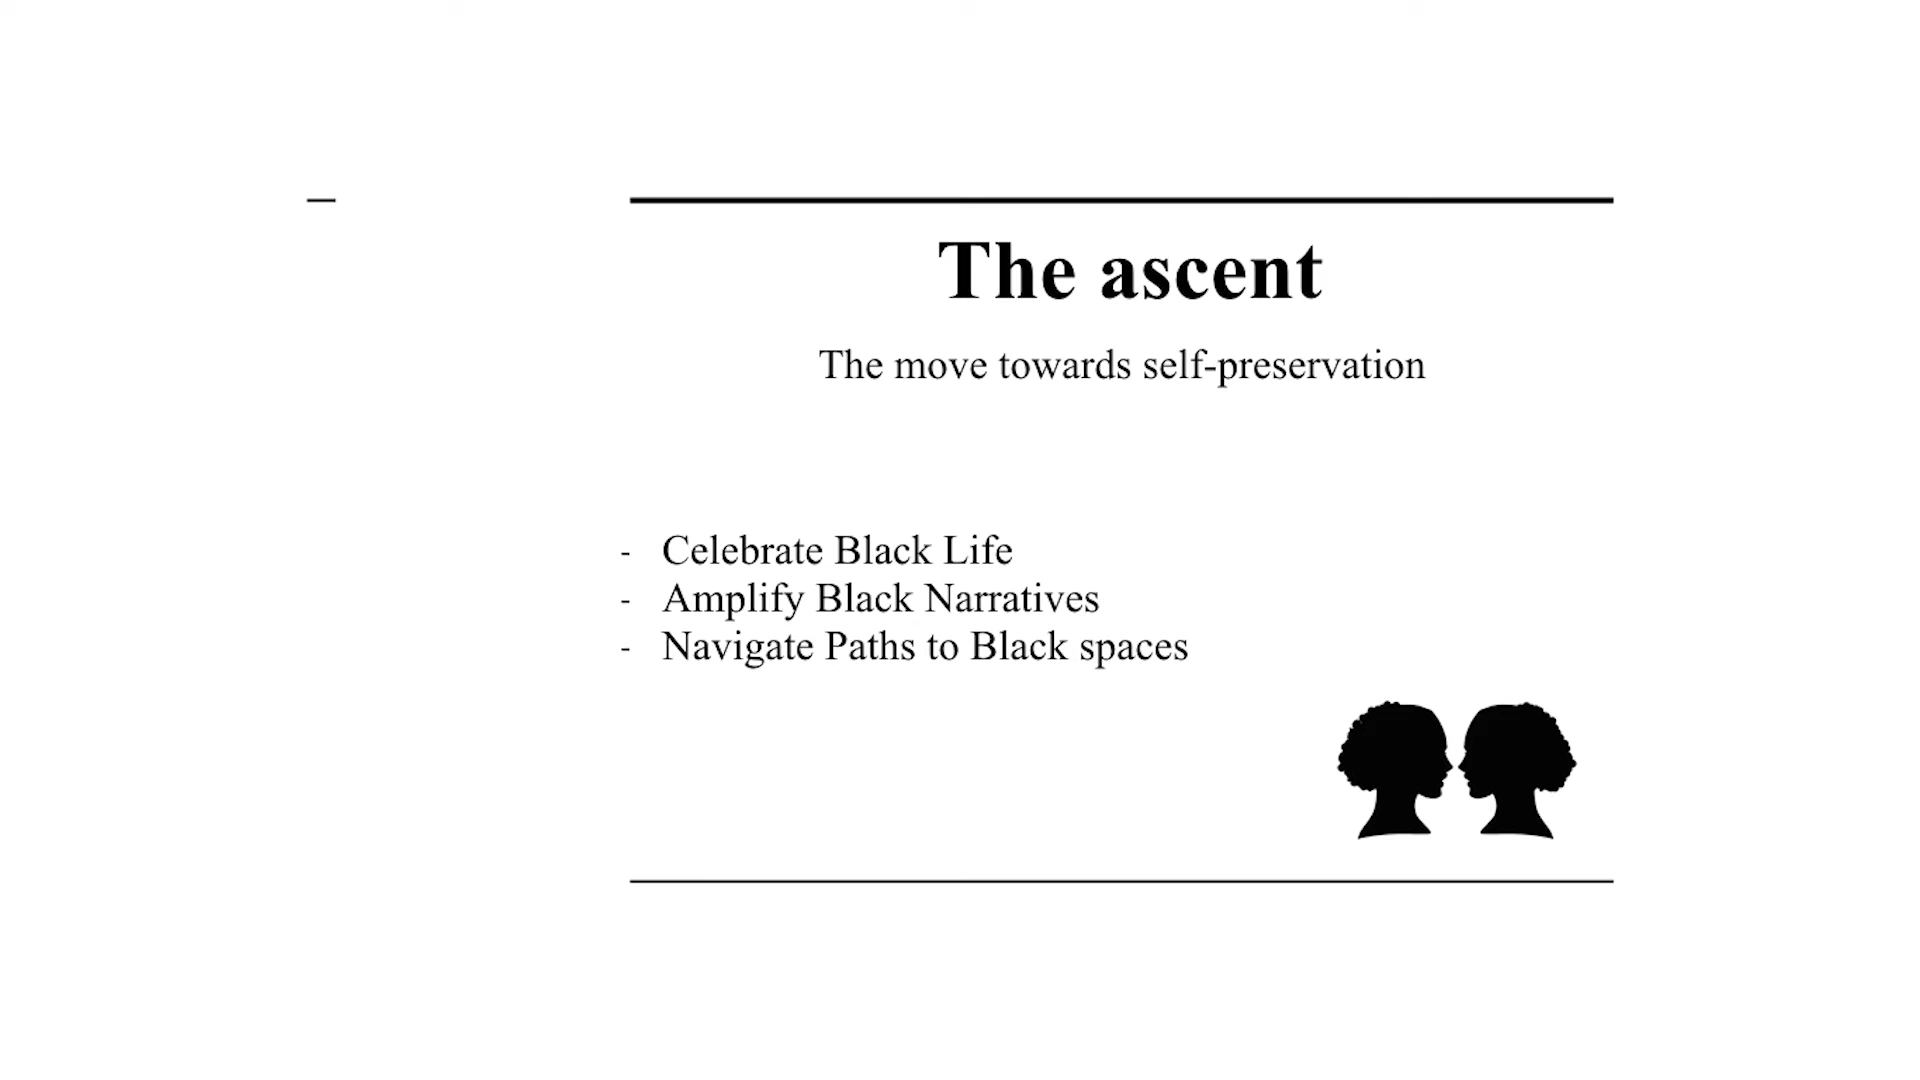 The ascent
The move towards self-preservation
- Celebrate Black Life
- Amplify Black Narratives
- Navigate Paths to Black spaces